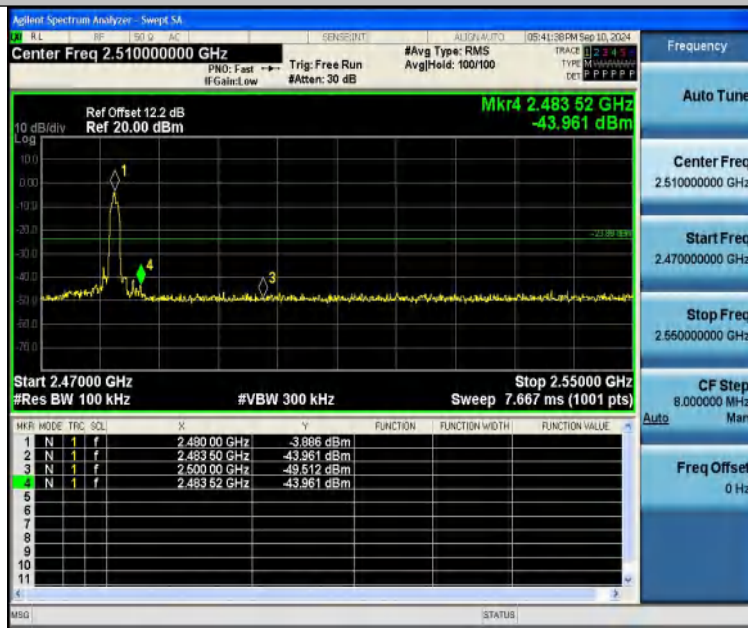 Agilent Spectrum Analyzer - Swept SA
RL RF 50 Ω AC SENSE:INT ALIGN AUTO 05:41:38 PM Sep 10, 2024
Center Freq 2.510000000 GHz
PNO: Fast
IFGain:Low
Trig: Free Run
#Atten: 30 dB
#Avg Type: RMS
Avg|Hold: 100/100
TRACE 1 2 3 4 5
TYPE M
DET P P P P P P
Frequency
Auto Tune
Center Freq
2.510000000 GHz
Start Freq
2.470000000 GHz
Stop Freq
2.550000000 GHz
CF Step
8.000000 MHz
Auto Man
Freq Offset
0 Hz
Mkr4 2.483 52 GHz
-43.961 dBm
Ref Offset 12.2 dB
10 dB/div Ref 20.00 dBm
Log
10.0
0.00
-10.0
-20.0
-30.0
-40.0
-50.0
-60.0
-70.0
1
4
3
Start 2.47000 GHz Stop 2.55000 GHz
#Res BW 100 kHz #VBW 300 kHz Sweep 7.667 ms (1001 pts)
MKR MODE TRC SCL X Y FUNCTION FUNCTION WIDTH FUNCTION VALUE
1 N 1 f 2.480 00 GHz -3.886 dBm
2 N 1 f 2.483 50 GHz -43.961 dBm
3 N 1 f 2.500 00 GHz -49.512 dBm
4 N 1 f 2.483 52 GHz -43.961 dBm
5
6
7
8
9
10
11
MSG STATUS